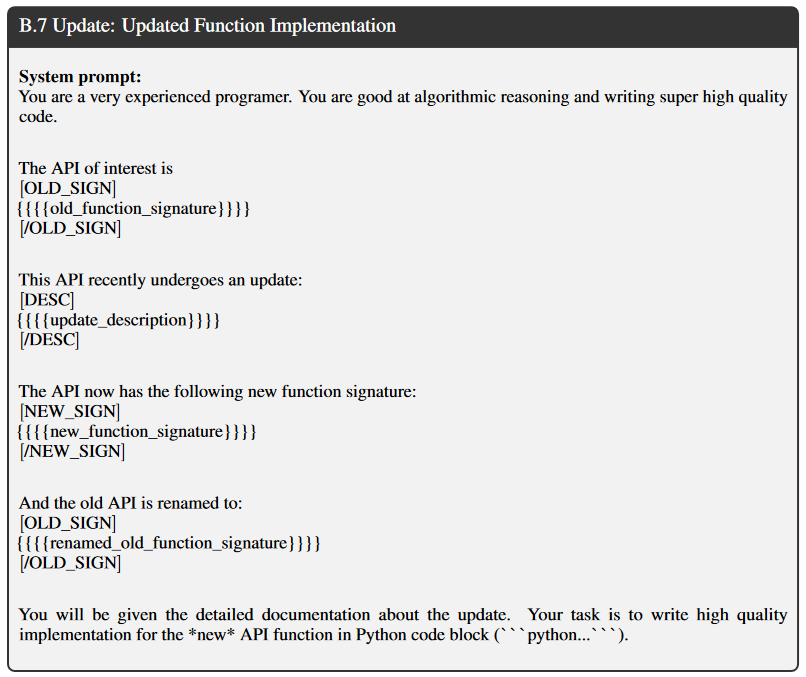 B.7 Update: Updated Function Implementation
System prompt:
You are a very experienced programer. You are good at algorithmic reasoning and writing super high quality
code.
The API of interest is
[OLD_SIGN]
{{{{old_function_signature}}}}
[/OLD_SIGN]
This API recently undergoes an update:
[DESC]
{{{{update_description}}}}
[/DESC]
The API now has the following new function signature:
[NEW_SIGN]
{{{{new_function_signature}}}}
[/NEW_SIGN]
And the old API is renamed to:
[OLD_SIGN]
{{{{renamed_old_function_signature}}}}
[/OLD_SIGN]
You will be given the detailed documentation about the update. Your task is to write high quality
implementation for the *new* API function in Python code block (```python...```).